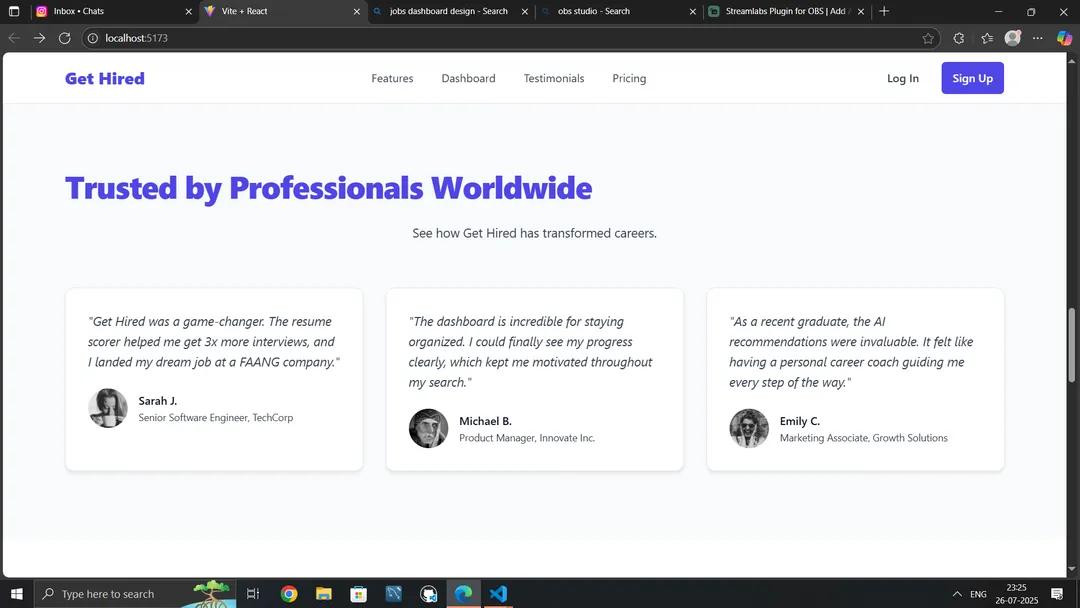 Inbox • Chats
Vite + React
jobs dashboard design - Search
obs studio - Search
Streamlabs Plugin for OBS | Add
localhost:5173
Get Hired
Features
Dashboard
Testimonials
Pricing
Log In
Sign Up
Trusted by Professionals Worldwide
See how Get Hired has transformed careers.
"Get Hired was a game-changer. The resume
scorer helped me get 3x more interviews, and
I landed my dream job at a FAANG company."
Sarah J.
Senior Software Engineer, TechCorp
"The dashboard is incredible for staying
organized. I could finally see my progress
clearly, which kept me motivated throughout
my search."
Michael B.
Product Manager, Innovate Inc.
"As a recent graduate, the AI
recommendations were invaluable. It felt like
having a personal career coach guiding me
every step of the way."
Emily C.
Marketing Associate, Growth Solutions
Type here to search
ENG
23:25
26-07-2025